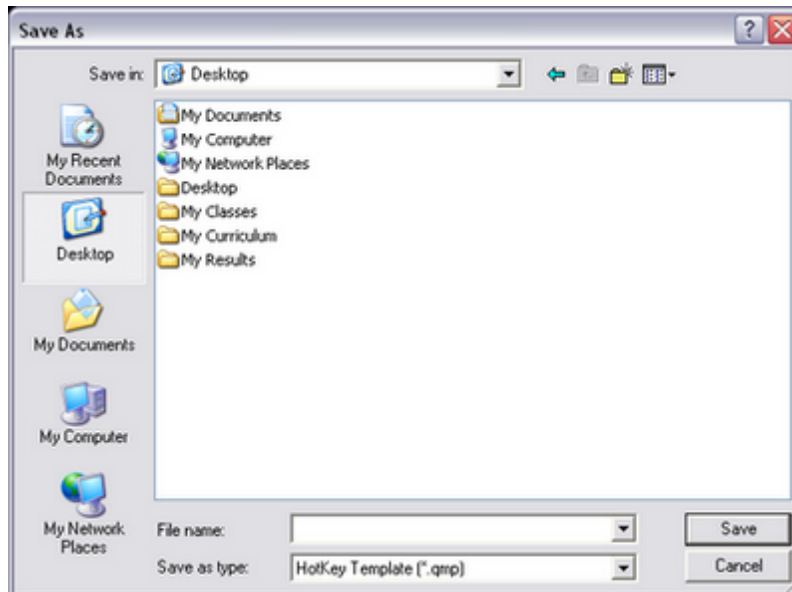 Save As
Save in:
Desktop
My Recent
Documents
Desktop
My Documents
My Computer
My Network
Places
My Documents
My Computer
My Network Places
Desktop
My Classes
My Curriculum
My Results
File name:
Save
Save as type:
HotKey Template (*.qmp)
Cancel